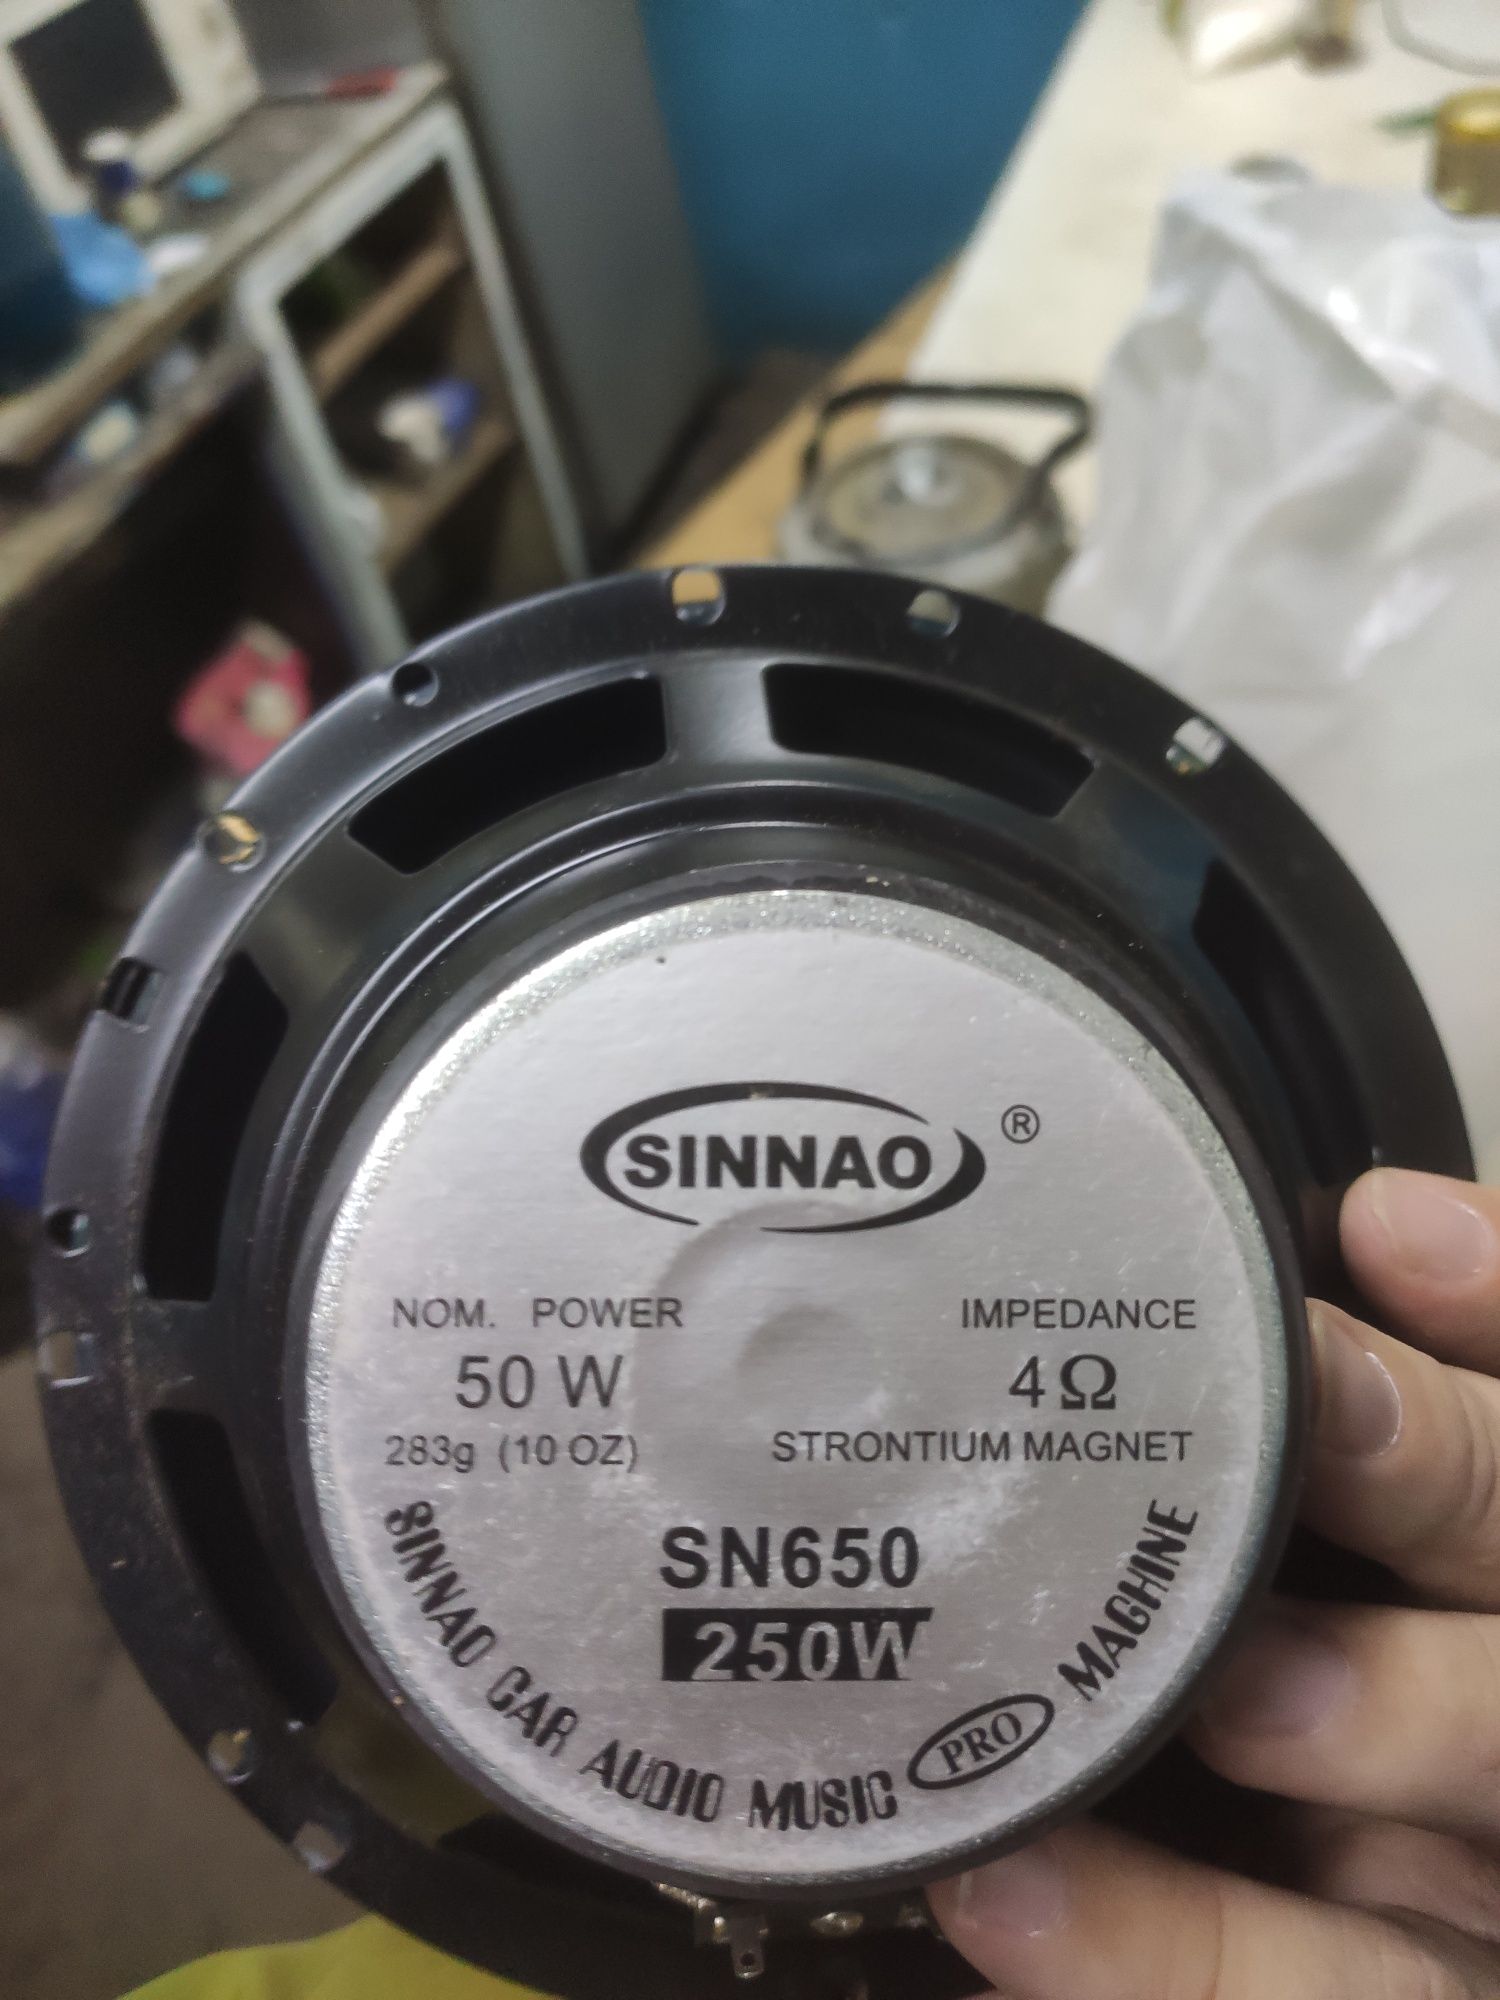 SINNAO ®
NOM. POWER
50 W
283g (10 OZ)
IMPEDANCE
4Ω
STRONTIUM MAGNET
SN650
250W
SINNAO CAR AUDIO MUSIC PRO MACHINE